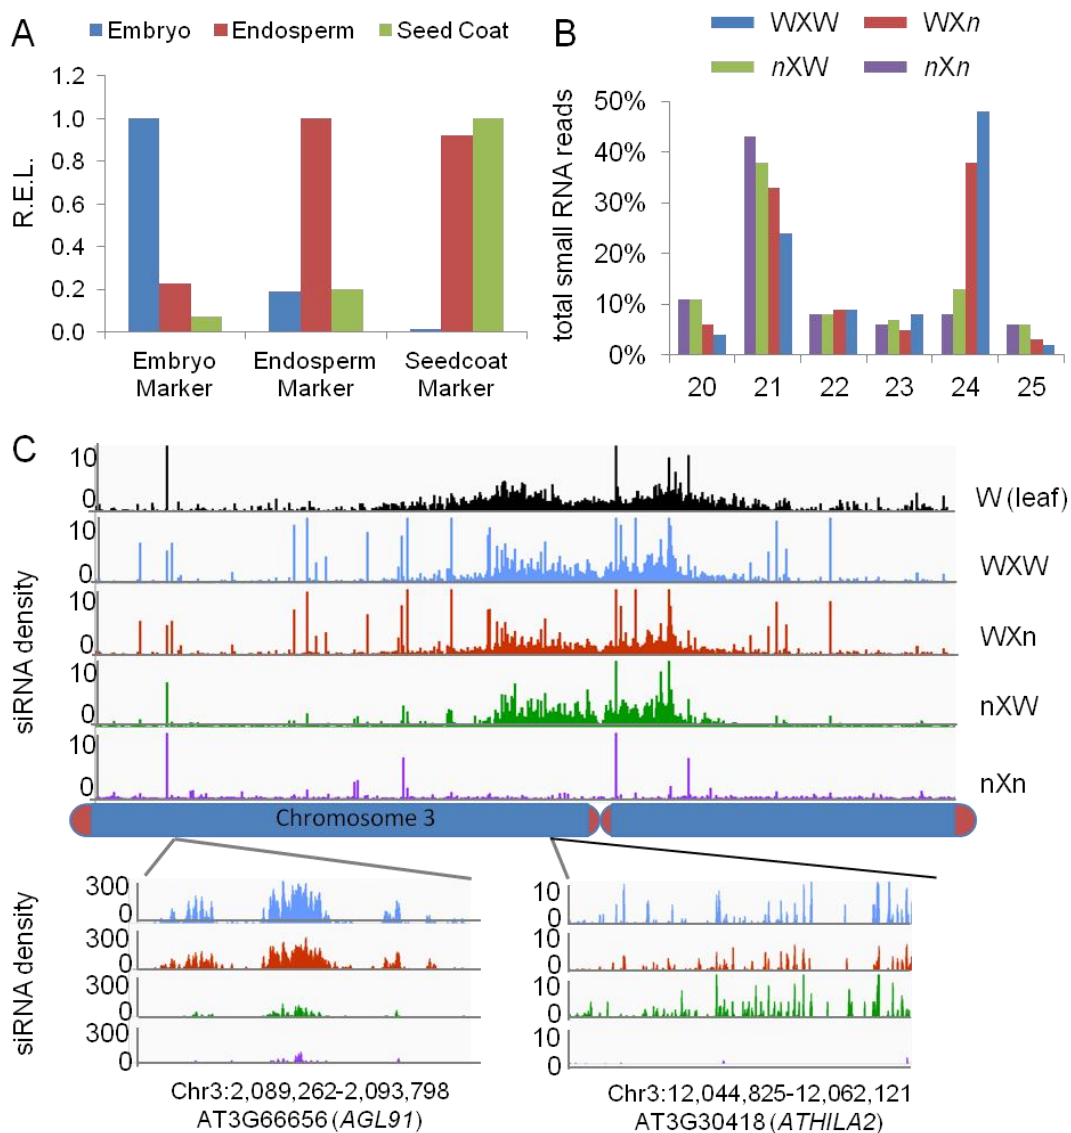 A
Embryo Endosperm Seed Coat
1.2
1.0
0.8
0.6
0.4
0.2
0.0
R.E.L.
Embryo Marker
Endosperm Marker
Seedcoat Marker
B
WXW WXn
nXW nXn
50%
40%
30%
20%
10%
0%
total small RNA reads
20 21 22 23 24 25
C
siRNA density
10
0
W (leaf)
10
0
WXW
10
0
WXn
10
0
nXW
10
0
nXn
Chromosome 3
siRNA density
300
0
300
0
300
0
300
0
Chr3:2,089,262-2,093,798
AT3G66656 (AGL91)
10
0
10
0
10
0
10
0
Chr3:12,044,825-12,062,121
AT3G30418 (ATHILA2)